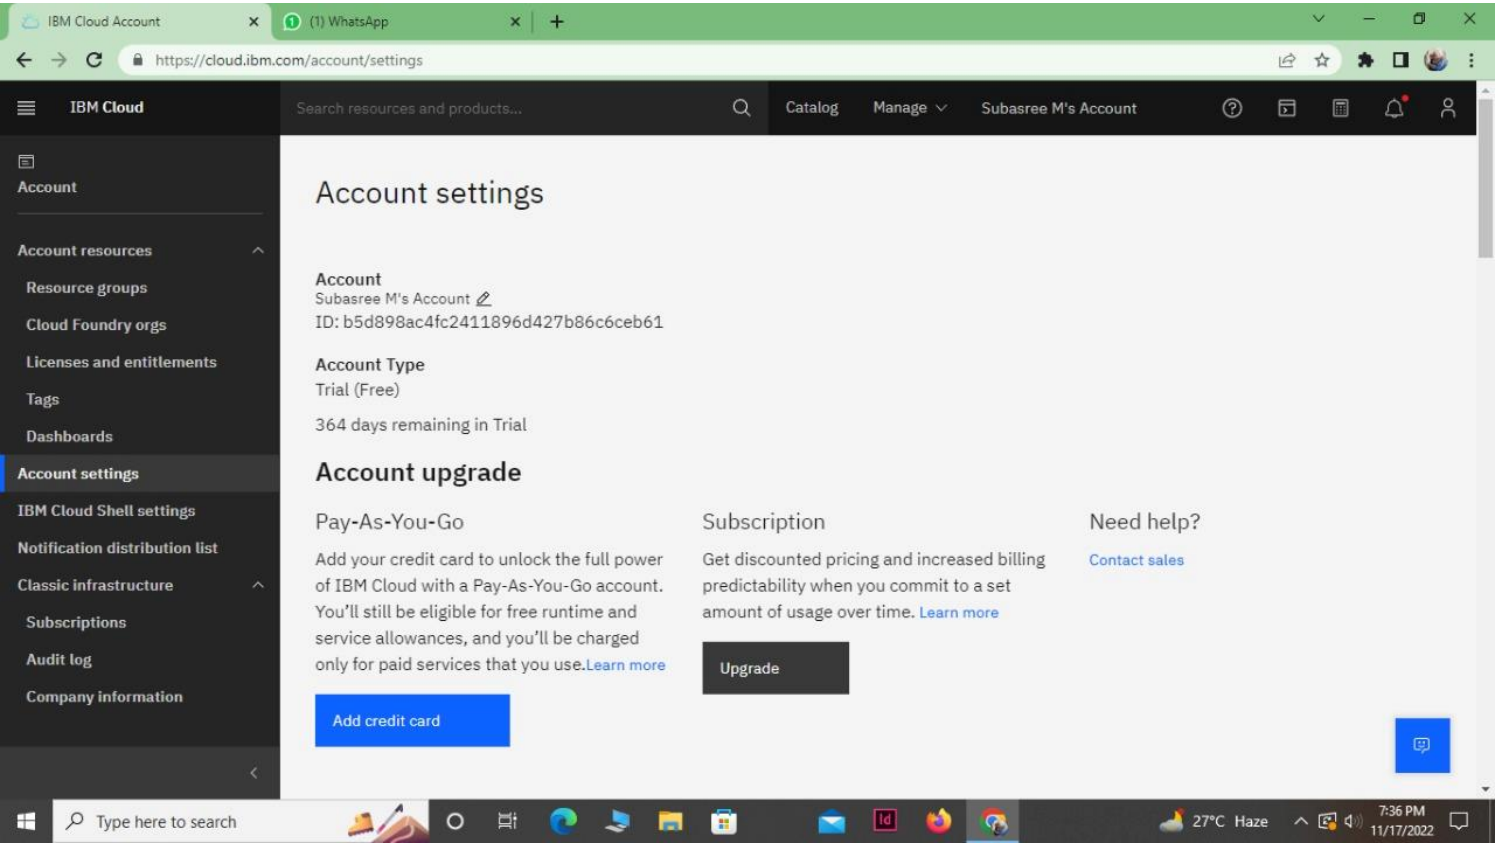 IBM Cloud Account
(1) WhatsApp
https://cloud.ibm.com/account/settings
IBM Cloud
Search resources and products...
Catalog
Manage
Subasree M's Account
Account
Account resources
Resource groups
Cloud Foundry orgs
Licenses and entitlements
Tags
Dashboards
Account settings
IBM Cloud Shell settings
Notification distribution list
Classic infrastructure
Subscriptions
Audit log
Company information
Account settings
Account
Subasree M's Account
ID: b5d898ac4fc2411896d427b86c6ceb61
Account Type
Trial (Free)
364 days remaining in Trial
Account upgrade
Pay-As-You-Go
Add your credit card to unlock the full power
of IBM Cloud with a Pay-As-You-Go account.
You'll still be eligible for free runtime and
service allowances, and you'll be charged
only for paid services that you use.Learn more
Add credit card
Subscription
Get discounted pricing and increased billing
predictability when you commit to a set
amount of usage over time. Learn more
Upgrade
Need help?
Contact sales
Type here to search
Id
27°C Haze
7:36 PM
11/17/2022